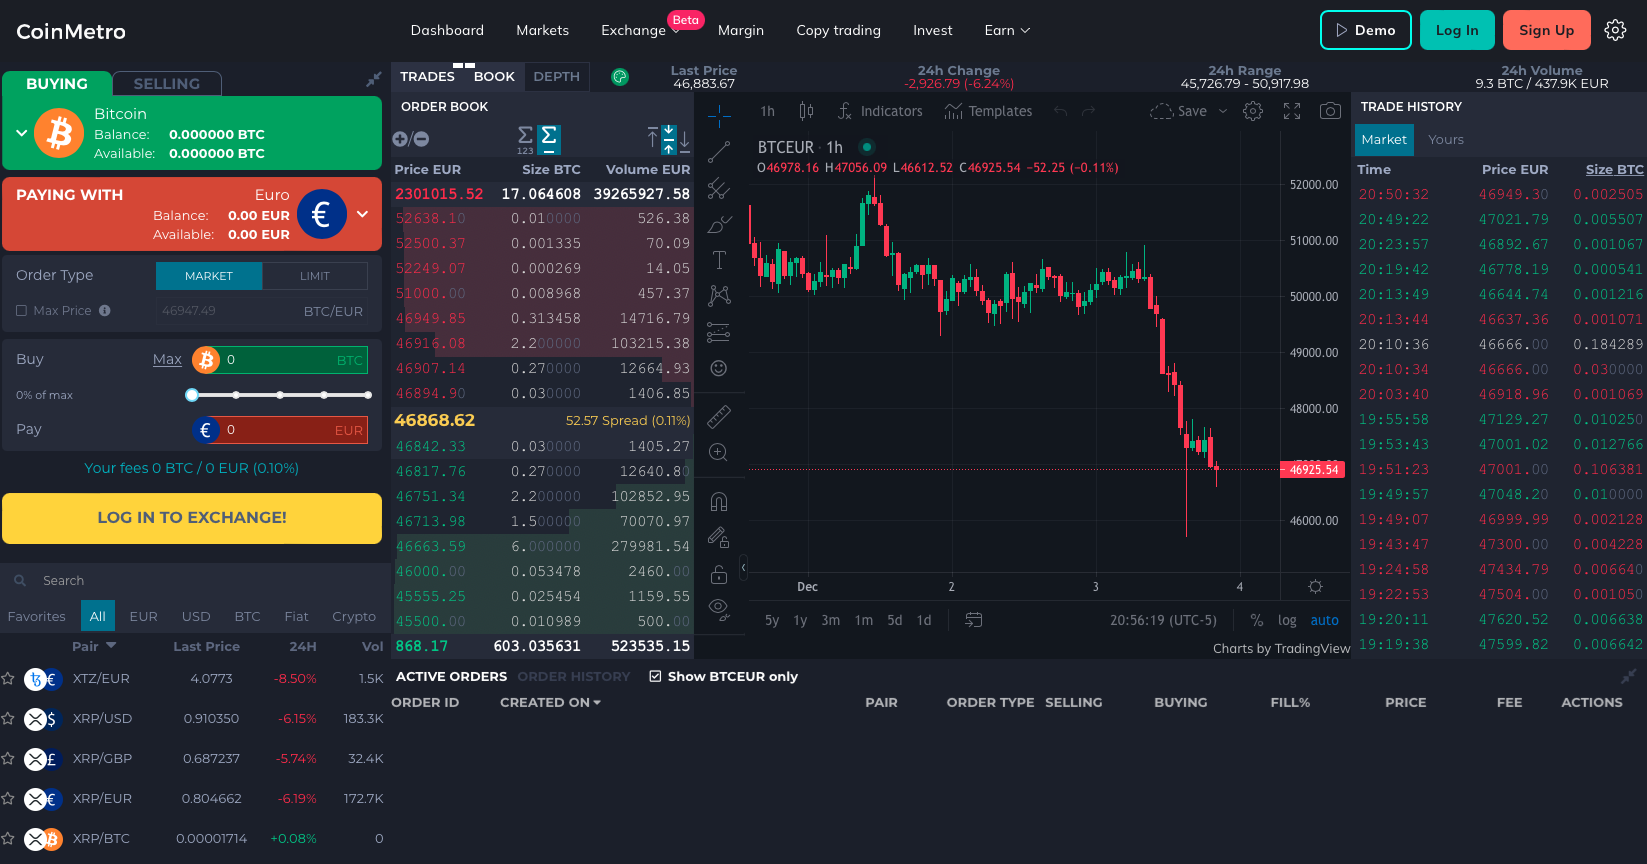 CoinMetro
Dashboard Markets Exchange Beta Margin Copy trading Invest Earn
Demo Log In Sign Up
BUYING SELLING
Bitcoin
Balance: 0.000000 BTC
Available: 0.000000 BTC
PAYING WITH Euro
Balance: 0.00 EUR
Available: 0.00 EUR
€
Order Type MARKET LIMIT
Max Price 46947.49 BTC/EUR
Buy Max 0 BTC
0% of max
Pay € 0 EUR
Your fees 0 BTC / 0 EUR (0.10%)
LOG IN TO EXCHANGE!
Search
Favorites All EUR USD BTC Fiat Crypto
Pair Last Price 24H Vol
XTZ/EUR 4.0773 -8.50% 1.5K
XRP/USD 0.910350 -6.15% 183.3K
XRP/GBP 0.687237 -5.74% 32.4K
XRP/EUR 0.804662 -6.19% 172.7K
XRP/BTC 0.00001714 +0.08% 0
TRADES BOOK DEPTH
Last Price 24h Change 24h Range 24h Volume
46,883.67 -2,926.79 (-6.24%) 45,726.79 - 50,917.98 9.3 BTC / 437.9K EUR
ORDER BOOK
Σ 123 Σ
Price EUR Size BTC Volume EUR
2301015.52 17.064608 39265927.58
52638.10 0.010000 526.38
52500.37 0.001335 70.09
52249.07 0.000269 14.05
51000.00 0.008968 457.37
46949.85 0.313458 14716.79
46916.08 2.200000 103215.38
46907.14 0.270000 12664.93
46894.90 0.030000 1406.85
46868.62 52.57 Spread (0.11%)
46842.33 0.030000 1405.27
46817.76 0.270000 12640.80
46751.34 2.200000 102852.95
46713.98 1.500000 70070.97
46663.59 6.000000 279981.54
46000.00 0.053478 2460.00
45555.25 0.025454 1159.55
45500.00 0.010989 500.00
868.17 603.035631 523535.15
1h Indicators Templates Save
BTCEUR · 1h
O46978.16 H47056.09 L46612.52 C46925.54 −52.25 (−0.11%)
52000.00
51000.00
50000.00
49000.00
48000.00
46925.54
46000.00
Dec 2 3 4
5y 1y 3m 1m 5d 1d 20:56:19 (UTC-5) % log auto
Charts by TradingView
TRADE HISTORY
Market Yours
Time Price EUR Size BTC
20:50:32 46949.30 0.002505
20:49:22 47021.79 0.005507
20:23:57 46892.67 0.001067
20:19:42 46778.19 0.000541
20:13:49 46644.74 0.001216
20:13:44 46637.36 0.001071
20:10:36 46666.00 0.184289
20:10:34 46666.00 0.030000
20:03:40 46918.96 0.001069
19:55:58 47129.27 0.010250
19:53:43 47001.02 0.012766
19:51:23 47001.00 0.106381
19:49:57 47048.20 0.010000
19:49:07 46999.99 0.002128
19:43:47 47300.00 0.004228
19:24:58 47434.79 0.006640
19:22:53 47504.00 0.001050
19:20:11 47620.52 0.006638
19:19:38 47599.82 0.006642
ACTIVE ORDERS ORDER HISTORY Show BTCEUR only
ORDER ID CREATED ON PAIR ORDER TYPE SELLING BUYING FILL% PRICE FEE ACTIONS